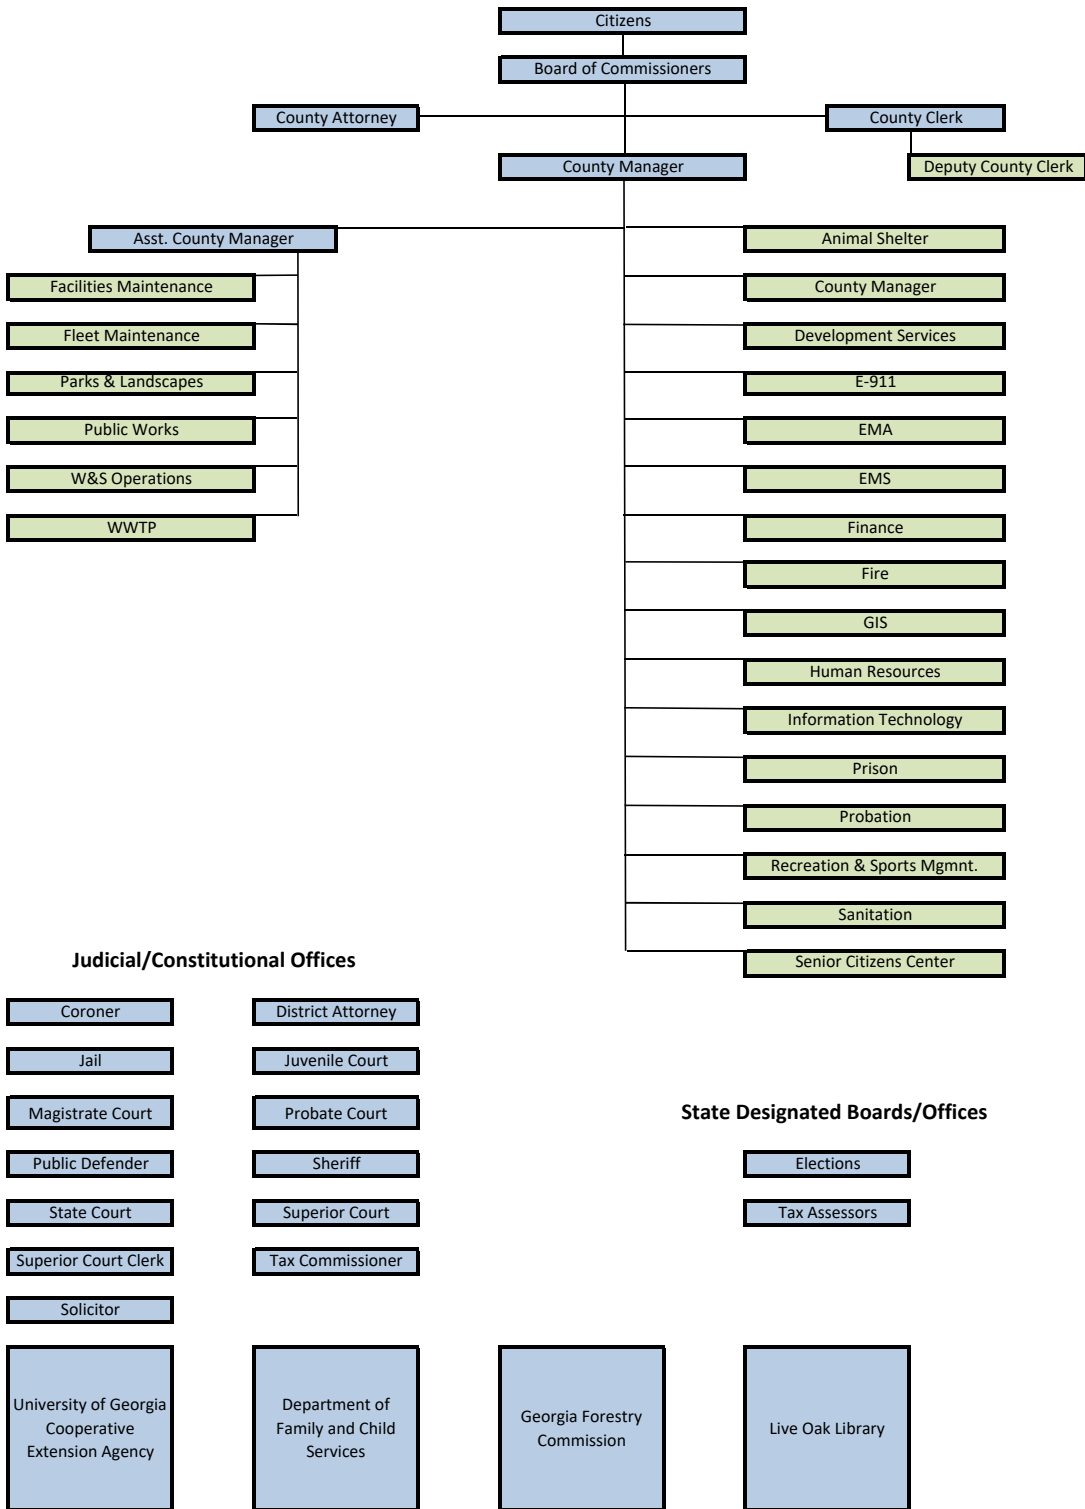 Citizens
Board of Commissioners
County Attorney
County Clerk
County Manager
Deputy County Clerk
Asst. County Manager
Animal Shelter
Facilities Maintenance
County Manager
Fleet Maintenance
Development Services
Parks & Landscapes
E-911
Public Works
EMA
W&S Operations
EMS
WWTP
Finance
Fire
GIS
Human Resources
Information Technology
Prison
Probation
Recreation & Sports Mgmnt.
Sanitation
Senior Citizens Center
Judicial/Constitutional Offices
Coroner
District Attorney
Jail
Juvenile Court
Magistrate Court
Probate Court
Public Defender
Sheriff
State Court
Superior Court
Superior Court Clerk
Tax Commissioner
Solicitor
State Designated Boards/Offices
Elections
Tax Assessors
University of Georgia
Cooperative
Extension Agency
Department of
Family and Child
Services
Georgia Forestry
Commission
Live Oak Library